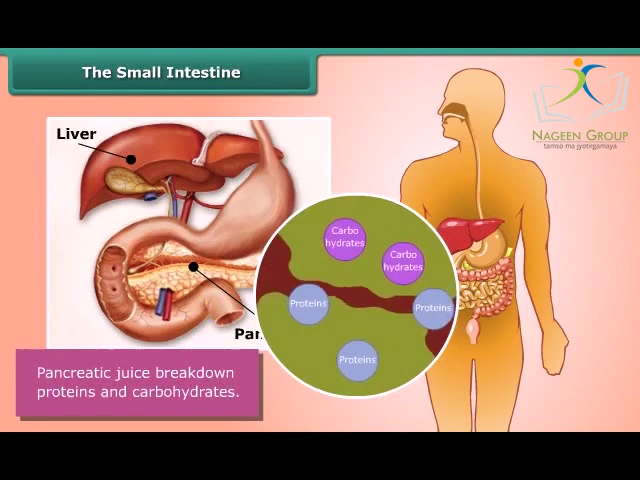 The Small Intestine
NAGEEN GROUP
tamso ma jyotirgamaya
Liver
Carbo
hydrates
Carbo
hydrates
Proteins
Proteins
Proteins
Pan
Pancreatic juice breakdown
proteins and carbohydrates.